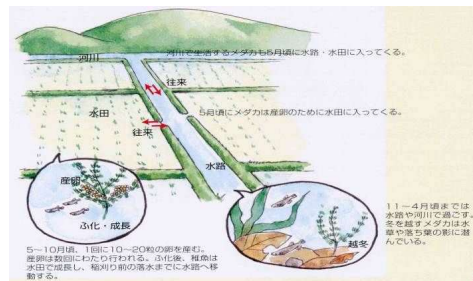 河川
河川で生活するメダカも5月頃に水路・水田に入ってくる。
往来
水田
5月頃にメダカは産卵のために水田に入ってくる。
往来
水路
産卵
ふ化・成長
越冬
11～4月頃までは
水路や河川で過ごす。
冬を越すメダカは水
草や落ち葉の影に潜
んでいる。
5～10月頃、1回に10～20粒の卵を産む。
産卵は数回にわたり行われる。ふ化後、稚魚は
水田で成長し、稲刈り前の落水までに水路へ移
動する。